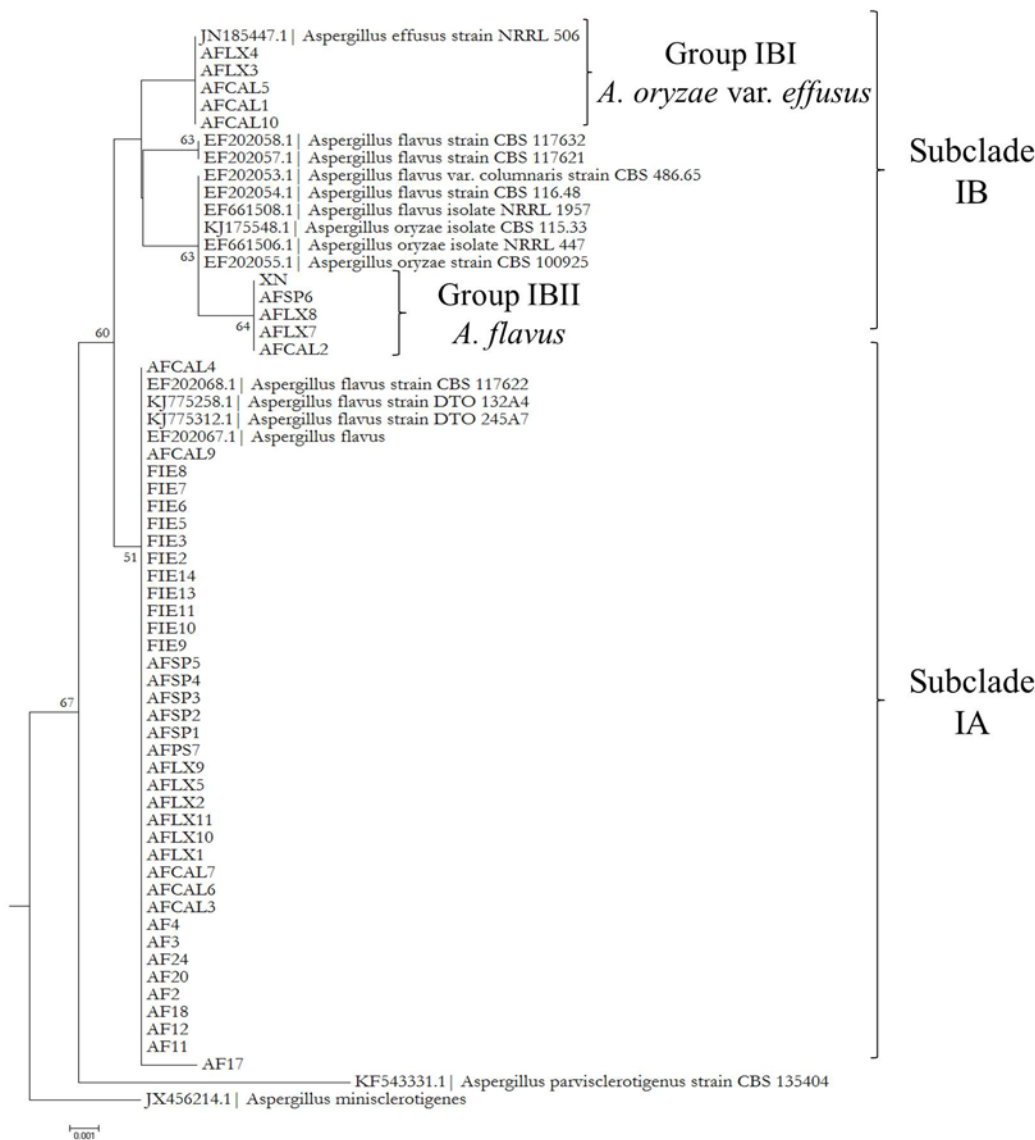 JN185447.1| Aspergillus effusus strain NRRL 506
AFLX4
AFLX3
AFCAL5
AFCAL1
AFCAL10
Group IBI
A. oryzae var. effusus
EF202058.1| Aspergillus flavus strain CBS 117632
EF202057.1| Aspergillus flavus strain CBS 117621
EF202053.1| Aspergillus flavus var. columnaris strain CBS 486.65
EF202054.1| Aspergillus flavus strain CBS 116.48
EF661508.1| Aspergillus flavus isolate NRRL 1957
KJ175548.1| Aspergillus oryzae isolate CBS 115.33
EF661506.1| Aspergillus oryzae isolate NRRL 447
EF202055.1| Aspergillus oryzae strain CBS 100925
XN
AFSP6
AFLX8
AFLX7
AFCAL2
Group IBII
A. flavus
Subclade
IB
63
63
64
60
AFCAL4
EF202068.1| Aspergillus flavus strain CBS 117622
KJ775258.1| Aspergillus flavus strain DTO 132A4
KJ775312.1| Aspergillus flavus strain DTO 245A7
EF202067.1| Aspergillus flavus
AFCAL9
FIE8
FIE7
FIE6
FIE5
FIE3
FIE2
FIE14
FIE13
FIE11
FIE10
FIE9
AFSP5
AFSP4
AFSP3
AFSP2
AFSP1
AFPS7
AFLX9
AFLX5
AFLX2
AFLX11
AFLX10
AFLX1
AFCAL7
AFCAL6
AFCAL3
AF4
AF3
AF24
AF20
AF2
AF18
AF12
AF11
AF17
51
67
Subclade
IA
KF543331.1| Aspergillus parvisclerotigenus strain CBS 135404
JX456214.1| Aspergillus minisclerotigenes
0.001